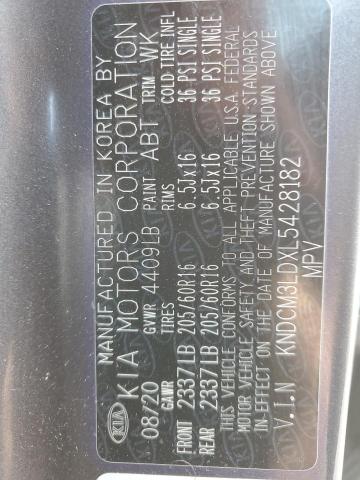 MANUFACTURED IN KOREA BY
KIA KIA MOTORS CORPORATION
08/20 GVWR 4409LB PAINT ABT TRIM WK
GAWR TIRES RIMS COLD TIRE INFL
FRONT 2337LB 205/60R16 6.5Jx16 36 PSI SINGLE
REAR 2337LB 205/60R16 6.5Jx16 36 PSI SINGLE
THIS VEHICLE CONFORMS TO ALL APPLICABLE U.S.A. FEDERAL
MOTOR VEHICLE SAFETY AND THEFT PREVENTION STANDARDS
IN EFFECT ON THE DATE OF MANUFACTURE SHOWN ABOVE
V.I.N KNDCM3LDXL5428182
MPV